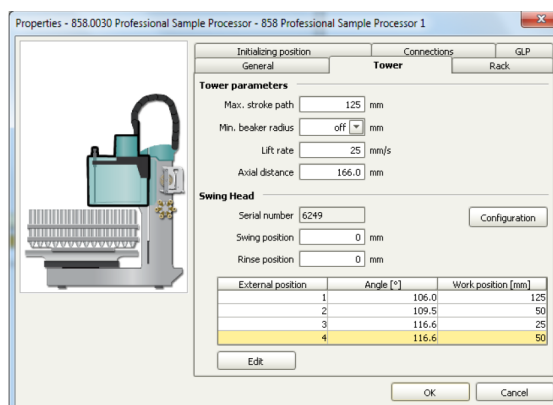 Properties - 858.0030 Professional Sample Processor - 858 Professional Sample Processor 1
Initializing position Connections GLP
General Tower Rack
Tower parameters
Max. stroke path 125 mm
Min. beaker radius off mm
Lift rate 25 mm/s
Axial distance 166.0 mm
Swing Head
Serial number 6249 Configuration
Swing position 0 mm
Rinse position 0 mm
External position Angle [°] Work position [mm]
1 106.0 125
2 109.5 50
3 116.6 25
4 116.6 50
Edit
OK Cancel